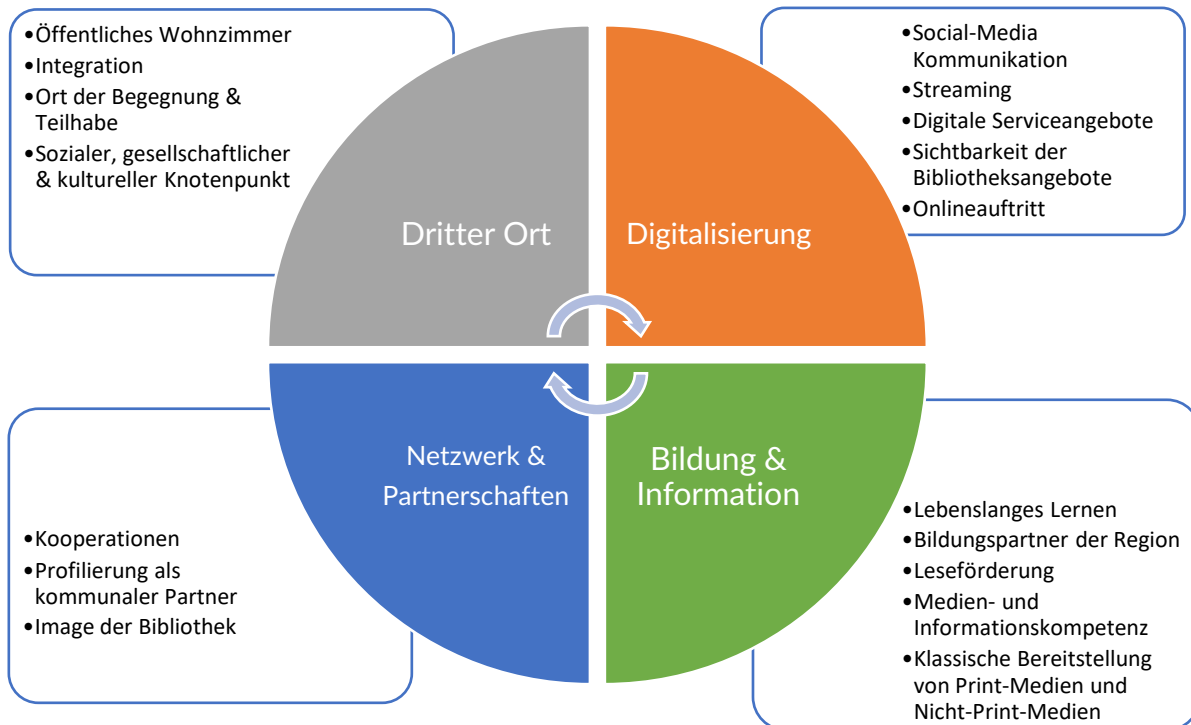 •Öffentliches Wohnzimmer
•Integration
•Ort der Begegnung &
Teilhabe
•Sozialer, gesellschaftlicher
& kultureller Knotenpunkt
Dritter Ort
•Social-Media
Kommunikation
•Streaming
•Digitale Serviceangebote
•Sichtbarkeit der
Bibliotheksangebote
•Onlineauftritt
Digitalisierung
Netzwerk &
Partnerschaften
•Kooperationen
•Profilierung als
kommunaler Partner
•Image der Bibliothek
Bildung &
Information
•Lebenslanges Lernen
•Bildungspartner der Region
•Leseförderung
•Medien- und
Informationskompetenz
•Klassische Bereitstellung
von Print-Medien und
Nicht-Print-Medien